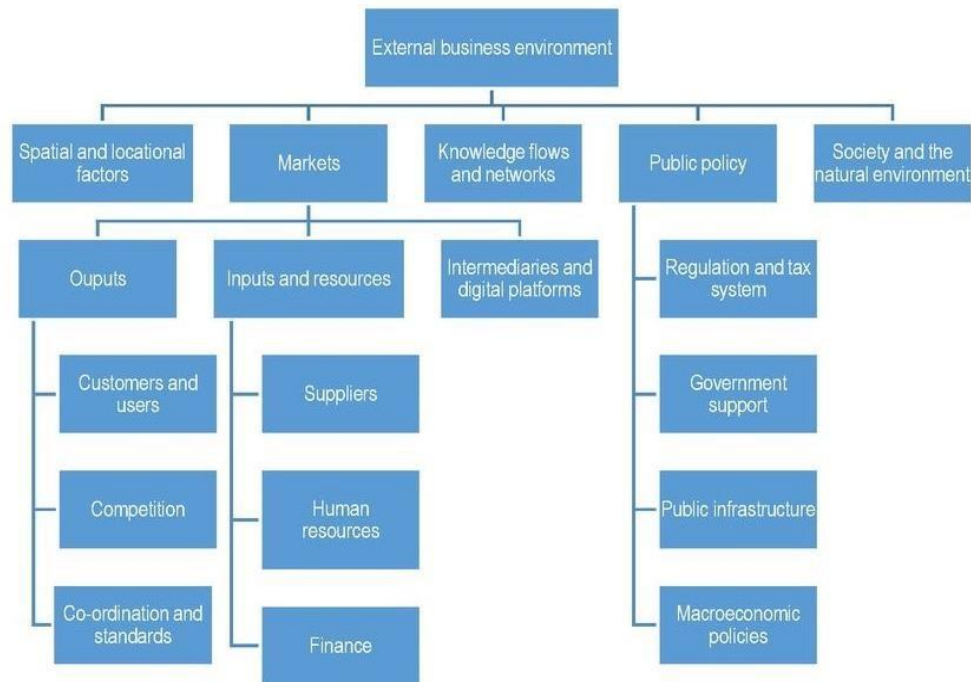 External business
environment
Spatial and locational
factors
Markets
Knowledge flows
and networks
Public policy
Society and the
natural environment
Ouputs
Inputs and resources
Intermediaries and
digital platforms
Regulation and tax
system
Customers and
users
Suppliers
Government
support
Competition
Human
resources
Public infrastructure
Co-ordination and
standards
Finance
Macroeconomic
policies